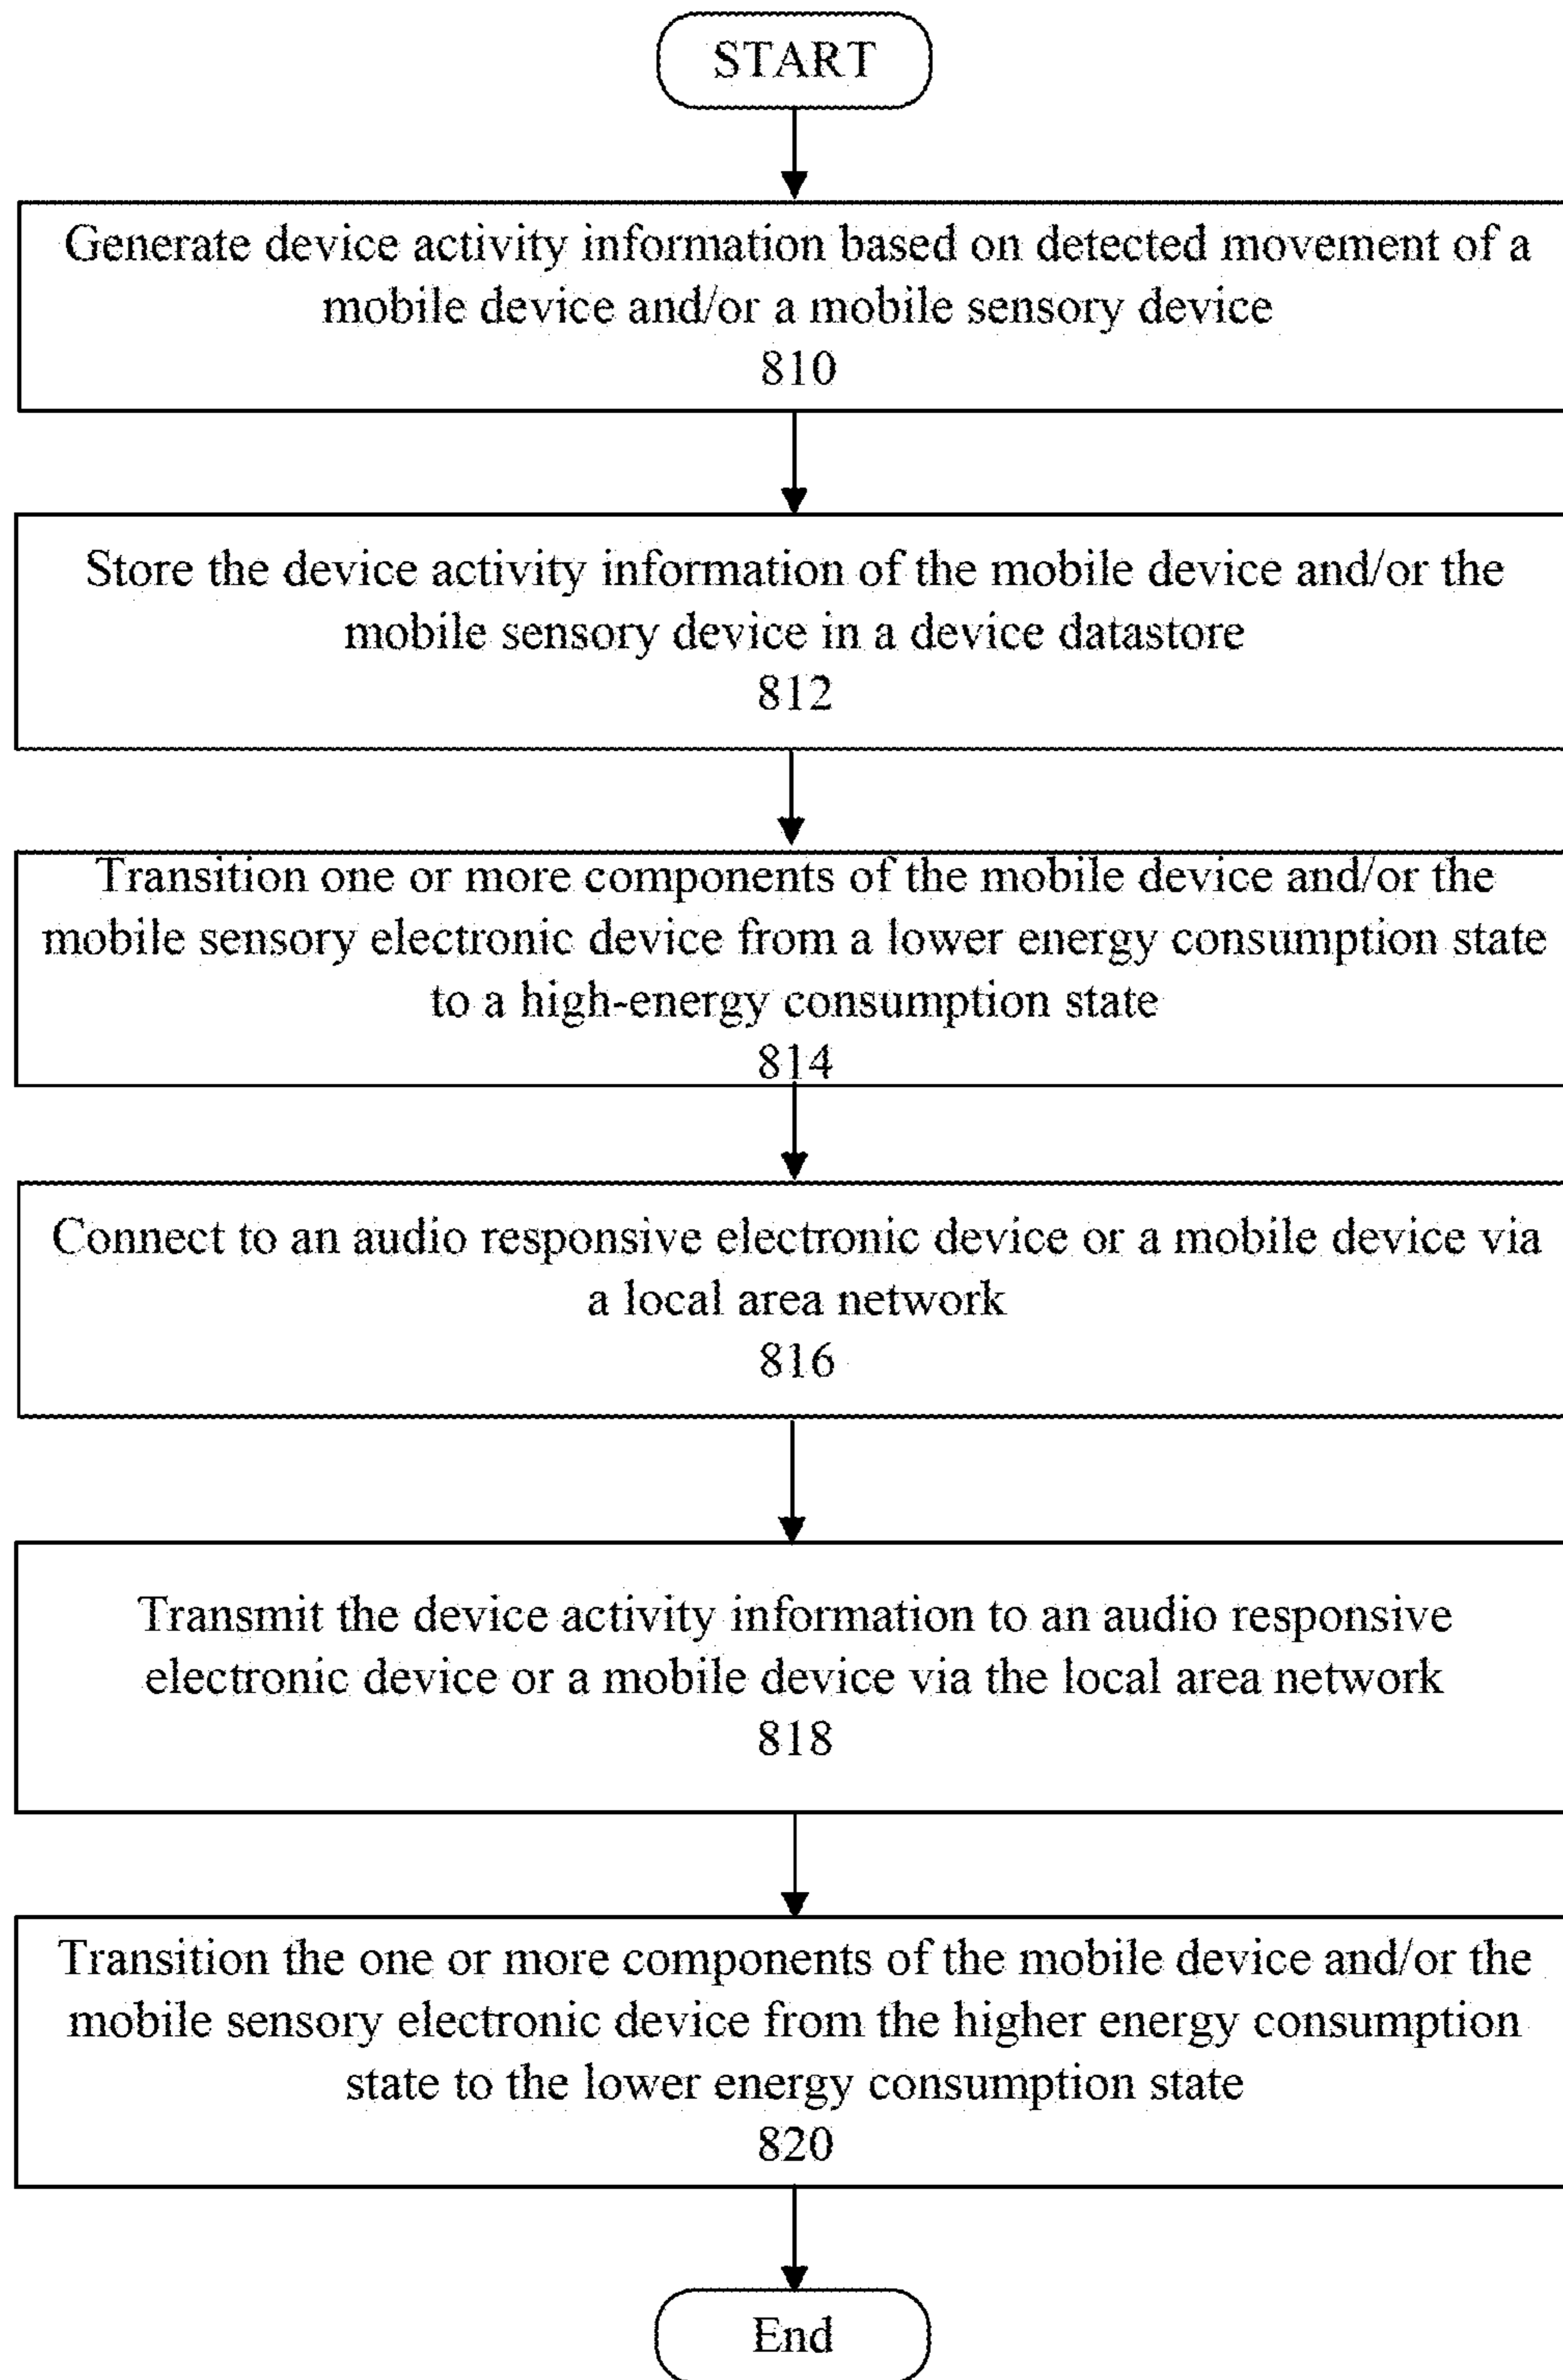 START
Generate device activity information based on detected movement of a
mobile device and/or a mobile sensory device
810
Store the device activity information of the mobile device and/or the
mobile sensory device in a device datastore
812
Transition one or more components of the mobile device and/or the
mobile sensory electronic device from a lower energy consumption state
to a high-energy consumption state
814
Connect to an audio responsive electronic device or a mobile device via
a local area network
816
Transmit the device activity information to an audio responsive
electronic device or a mobile device via the local area network
818
Transition the one or more components of the mobile device and/or the
mobile sensory electronic device from the higher energy consumption
state to the lower energy consumption state
820
End